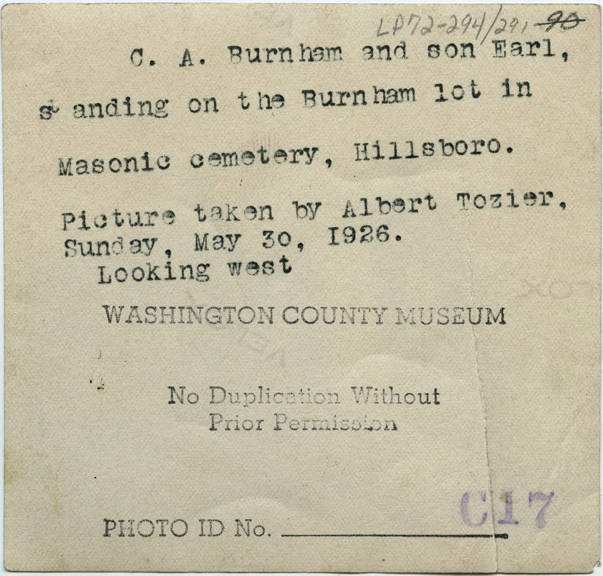 LP72-294/291 90
C. A. Burnham and son Earl,
standing on the Burnham lot in
Masonic cemetery, Hillsboro.
Picture taken by Albert Tozier,
Sunday, May 30, 1926.
Looking west
WASHINGTON COUNTY MUSEUM
No Duplication Without
Prior Permission
C17
PHOTO ID No.